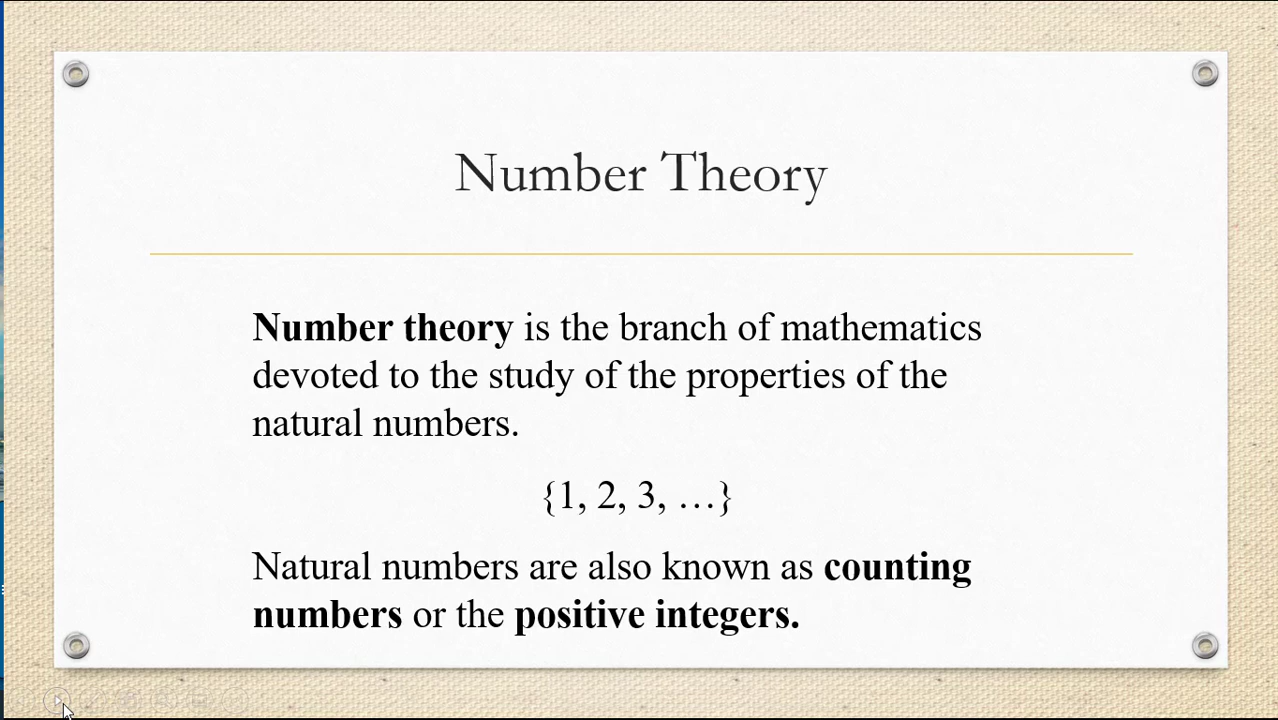 Number Theory
Number theory is the branch of mathematics
devoted to the study of the properties of the
natural numbers.
{1, 2, 3, …}
Natural numbers are also known as counting
numbers or the positive integers.